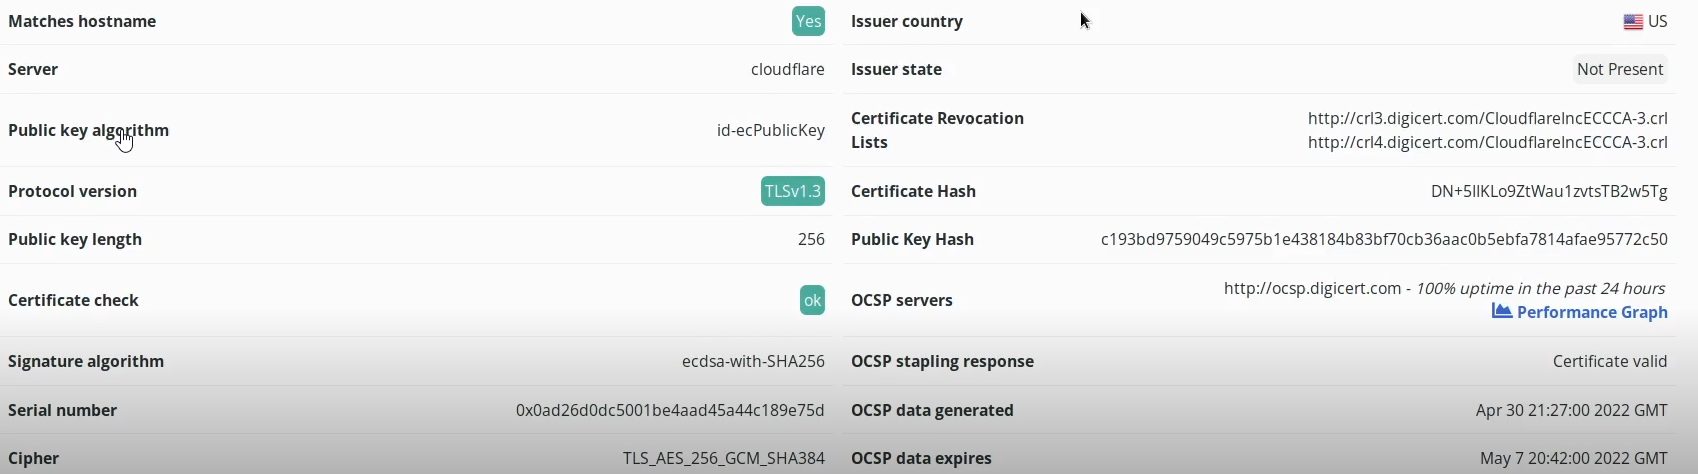 Matches hostname Yes
Server cloudflare
Public key algorithm id-ecPublicKey
Protocol version TLSv1.3
Public key length 256
Certificate check ok
Signature algorithm ecdsa-with-SHA256
Serial number 0x0ad26d0dc5001be4aad45a44c189e75d
Cipher TLS_AES_256_GCM_SHA384
Issuer country US
Issuer state Not Present
Certificate Revocation http://crl3.digicert.com/CloudflareIncECCCA-3.crl
Lists http://crl4.digicert.com/CloudflareIncECCCA-3.crl
Certificate Hash DN+5IlKLo9ZtWau1zvtsTB2w5Tg
Public Key Hash c193bd9759049c5975b1e438184b83bf70cb36aac0b5ebfa7814afae95772c50
OCSP servers http://ocsp.digicert.com - 100% uptime in the past 24 hours
Performance Graph
OCSP stapling response Certificate valid
OCSP data generated Apr 30 21:27:00 2022 GMT
OCSP data expires May 7 20:42:00 2022 GMT